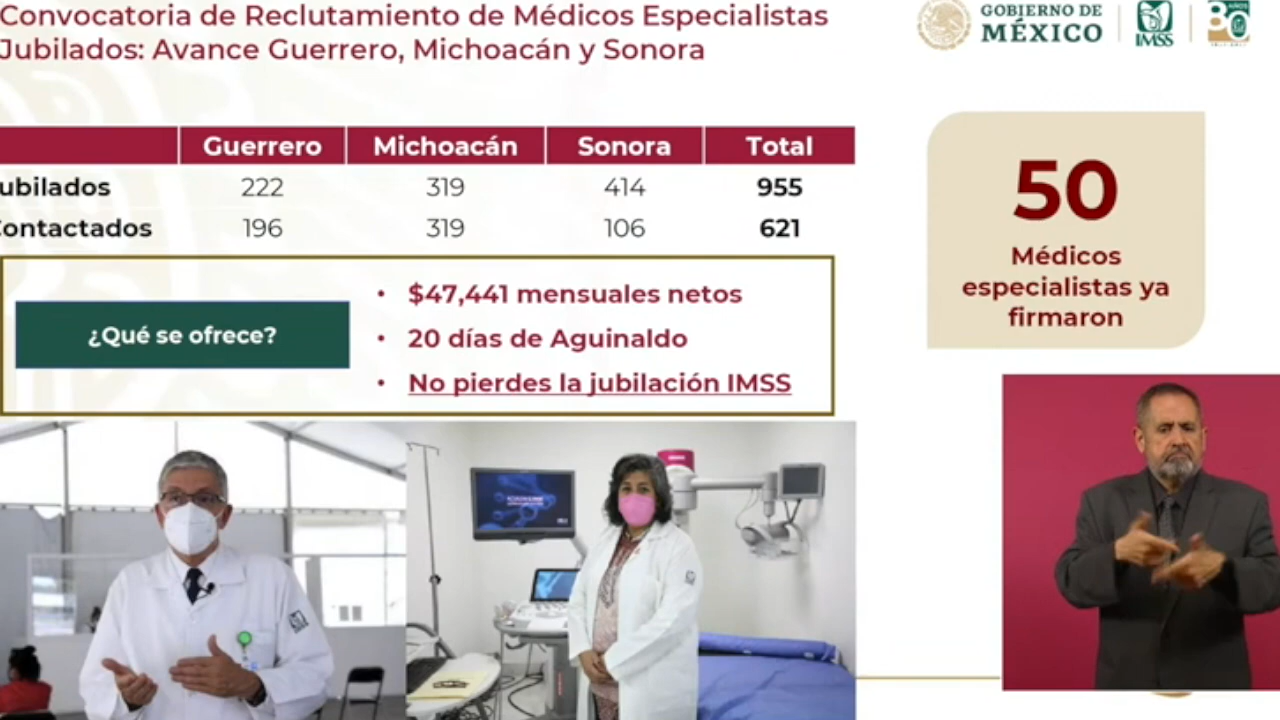 Convocatoria de Reclutamiento de Médicos Especialistas
Jubilados: Avance Guerrero, Michoacán y Sonora
GOBIERNO DE
MÉXICO
IMSS
Guerrero Michoacán Sonora Total
ubilados 222 319 414 955
Contactados 196 319 106 621
¿Qué se ofrece?
• $47,441 mensuales netos
• 20 días de Aguinaldo
• No pierdes la jubilación IMSS
50
Médicos
especialistas ya
firmaron